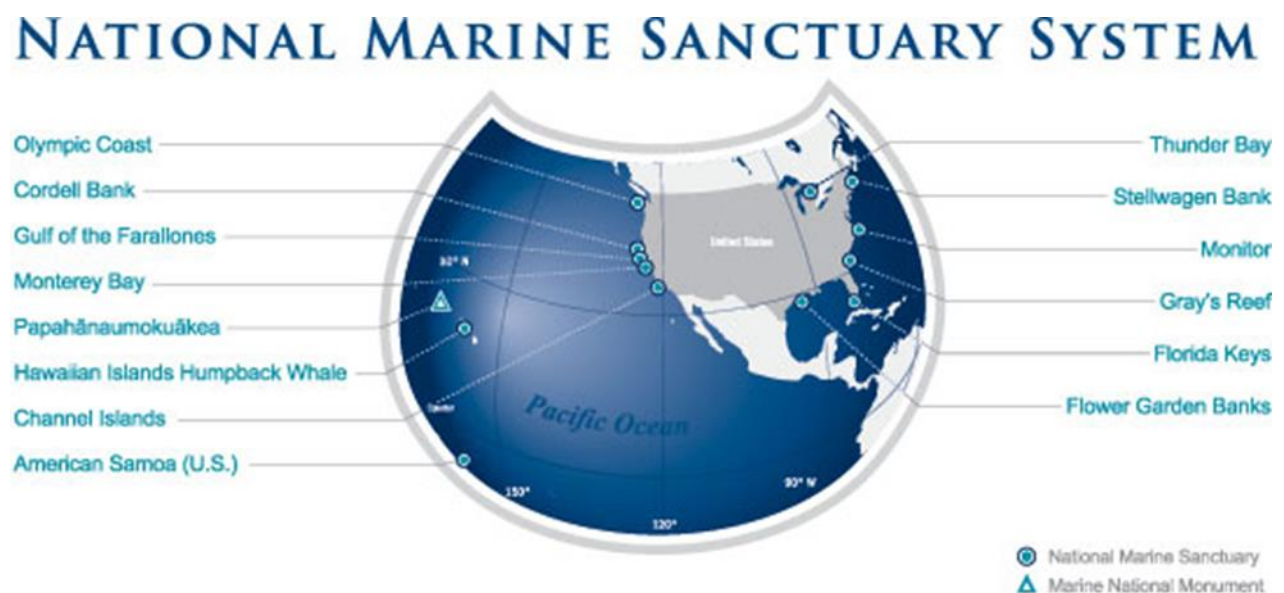 NATIONAL MARINE SANCTUARY SYSTEM
Olympic Coast
Cordell Bank
Gulf of the Farallones
Monterey Bay
Papahānaumokuākea
Hawaiian Islands Humpback Whale
Channel Islands
American Samoa (U.S.)
Thunder Bay
Stellwagen Bank
Monitor
Gray's Reef
Florida Keys
Flower Garden Banks
United States
30° N
Equator
Pacific Ocean
150°
120°
90° W
National Marine Sanctuary
Marine National Monument